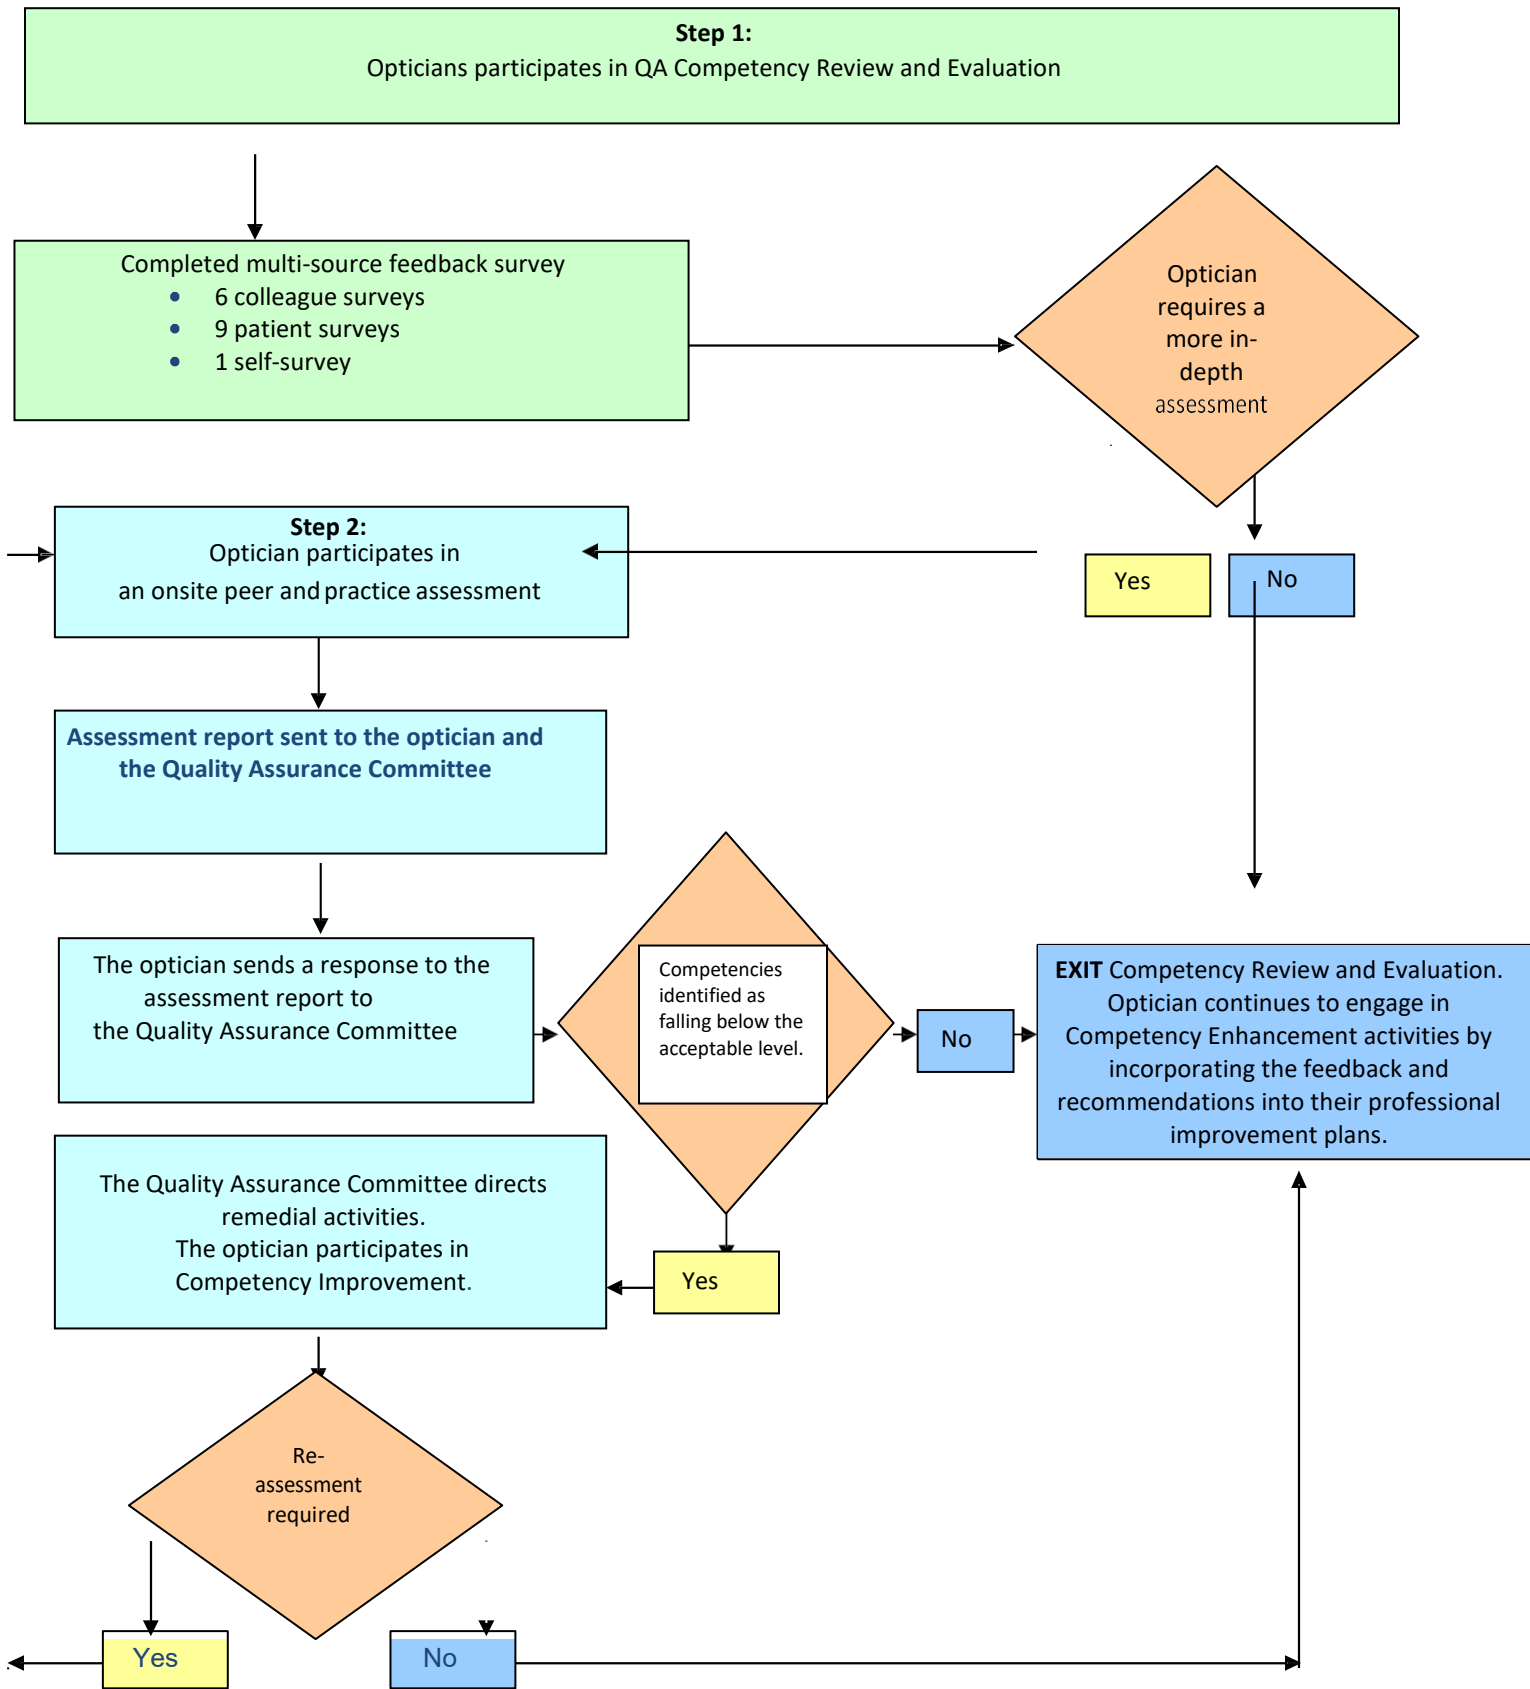 Step 1:
Opticians participates in QA Competency Review and Evaluation
Completed multi-source feedback survey
• 6 colleague surveys
• 9 patient surveys
• 1 self-survey
Optician
requires a
more in-
depth
assessment
Step 2:
Optician participates in
an onsite peer and practice assessment
Yes
No
Assessment report sent to the optician and
the Quality Assurance Committee
The optician sends a response to the
assessment report to
the Quality Assurance Committee
Competencies
identified as
falling below the
acceptable level.
No
EXIT Competency Review and Evaluation.
Optician continues to engage in
Competency Enhancement activities by
incorporating the feedback and
recommendations into their professional
improvement plans.
The Quality Assurance Committee directs
remedial activities.
The optician participates in
Competency Improvement.
Yes
Re-
assessment
required
Yes
No